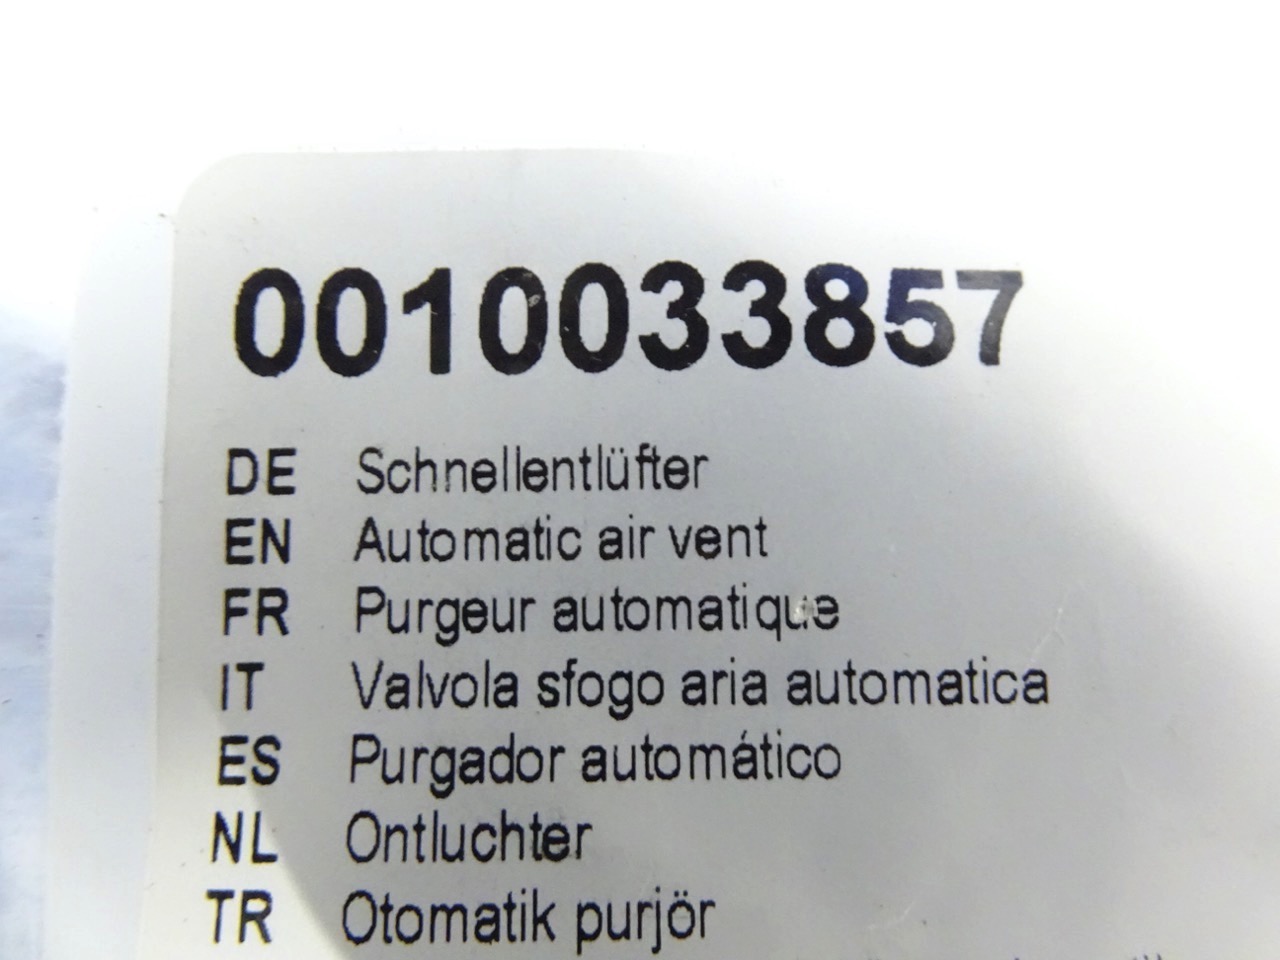 0010033857
DE Schnellentlüfter
EN Automatic air vent
FR Purgeur automatique
IT Valvola sfogo aria automatica
ES Purgador automático
NL Ontluchter
TR Otomatik purjör